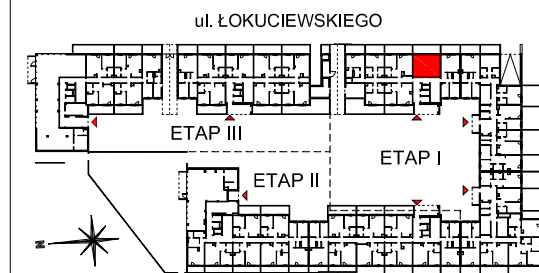 ul. ŁOKUCIEWSKIEGO
ETAP III
ETAP I
ETAP II
N